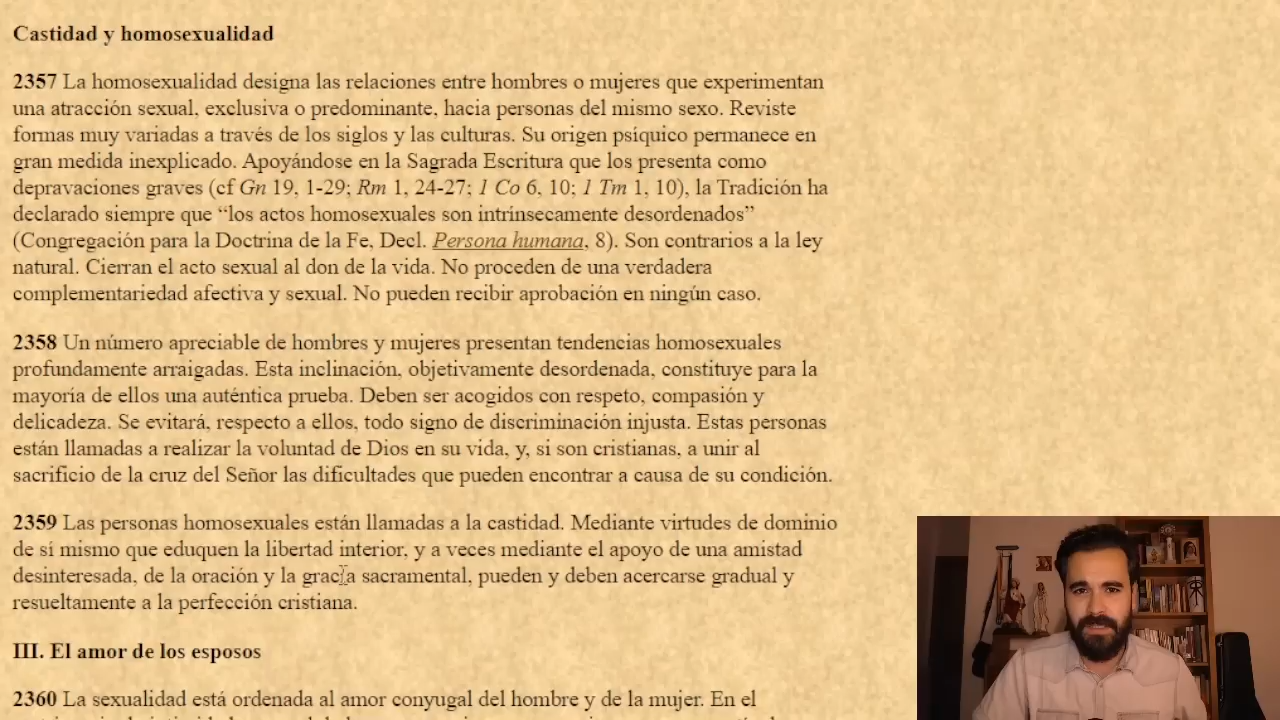 Castidad y homosexualidad
2357 La homosexualidad designa las relaciones entre hombres o mujeres que experimentan
una atracción sexual, exclusiva o predominante, hacia personas del mismo sexo. Reviste
formas muy variadas a través de los siglos y las culturas. Su origen psíquico permanece en
gran medida inexplicado. Apoyándose en la Sagrada Escritura que los presenta como
depravaciones graves (cf Gn 19, 1-29; Rm 1, 24-27; 1 Co 6, 10; 1 Tm 1, 10), la Tradición ha
declarado siempre que “los actos homosexuales son intrínsecamente desordenados”
(Congregación para la Doctrina de la Fe, Decl. Persona humana, 8). Son contrarios a la ley
natural. Cierran el acto sexual al don de la vida. No proceden de una verdadera
complementariedad afectiva y sexual. No pueden recibir aprobación en ningún caso.
2358 Un número apreciable de hombres y mujeres presentan tendencias homosexuales
profundamente arraigadas. Esta inclinación, objetivamente desordenada, constituye para la
mayoría de ellos una auténtica prueba. Deben ser acogidos con respeto, compasión y
delicadeza. Se evitará, respecto a ellos, todo signo de discriminación injusta. Estas personas
están llamadas a realizar la voluntad de Dios en su vida, y, si son cristianas, a unir al
sacrificio de la cruz del Señor las dificultades que pueden encontrar a causa de su condición.
2359 Las personas homosexuales están llamadas a la castidad. Mediante virtudes de dominio
de sí mismo que eduquen la libertad interior, y a veces mediante el apoyo de una amistad
desinteresada, de la oración y la gracia sacramental, pueden y deben acercarse gradual y
resueltamente a la perfección cristiana.
III. El amor de los esposos
2360 La sexualidad está ordenada al amor conyugal del hombre y de la mujer. En el